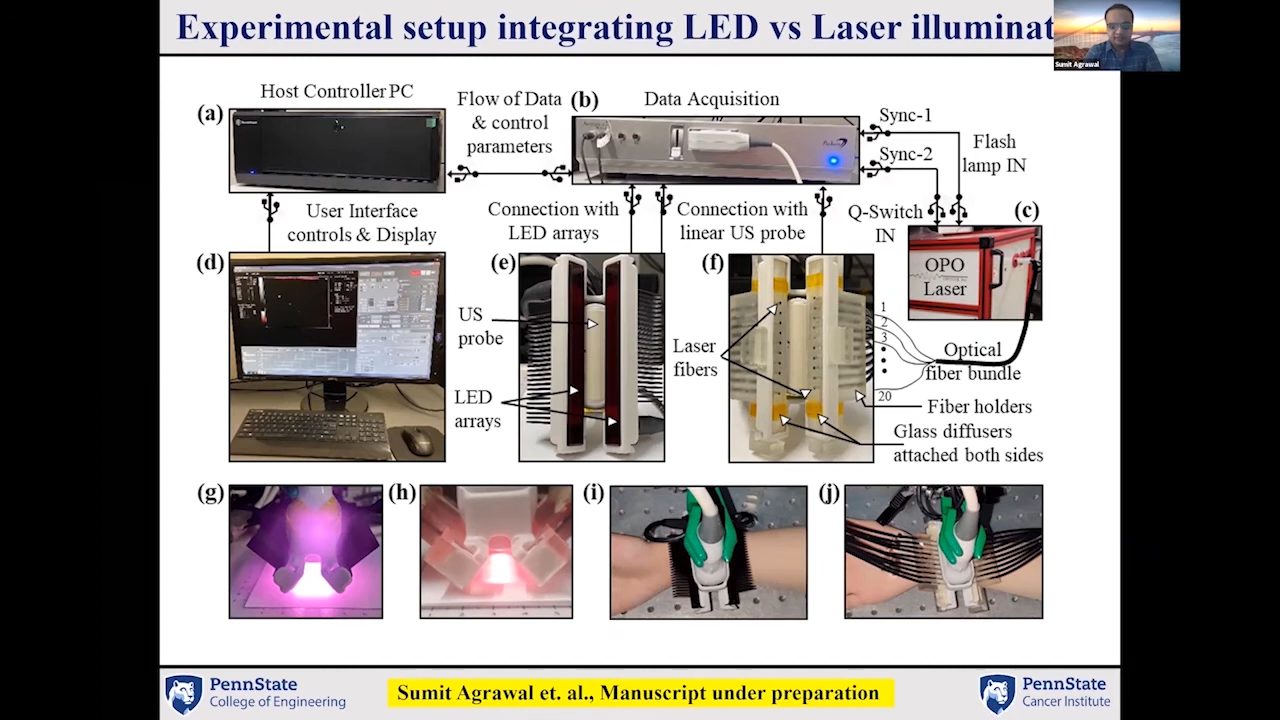 Experimental setup integrating LED vs Laser illuminat
Sumit Agrawal
Host Controller PC
(a)
Flow of Data
& control
parameters
(b)
Data Acquisition
Sync-1
Sync-2
Flash
lamp IN
User Interface
controls & Display
Connection with
LED arrays
Connection with
linear US probe
Q-Switch
IN
(c)
OPO
Laser
(d)
(e)
US
probe
LED
arrays
(f)
Laser
fibers
1
2
3
20
Optical
fiber bundle
Fiber holders
Glass diffusers
attached both sides
(g)
(h)
(i)
(j)
PennState
College of Engineering
Sumit Agrawal et. al., Manuscript under preparation
PennState
Cancer Institute